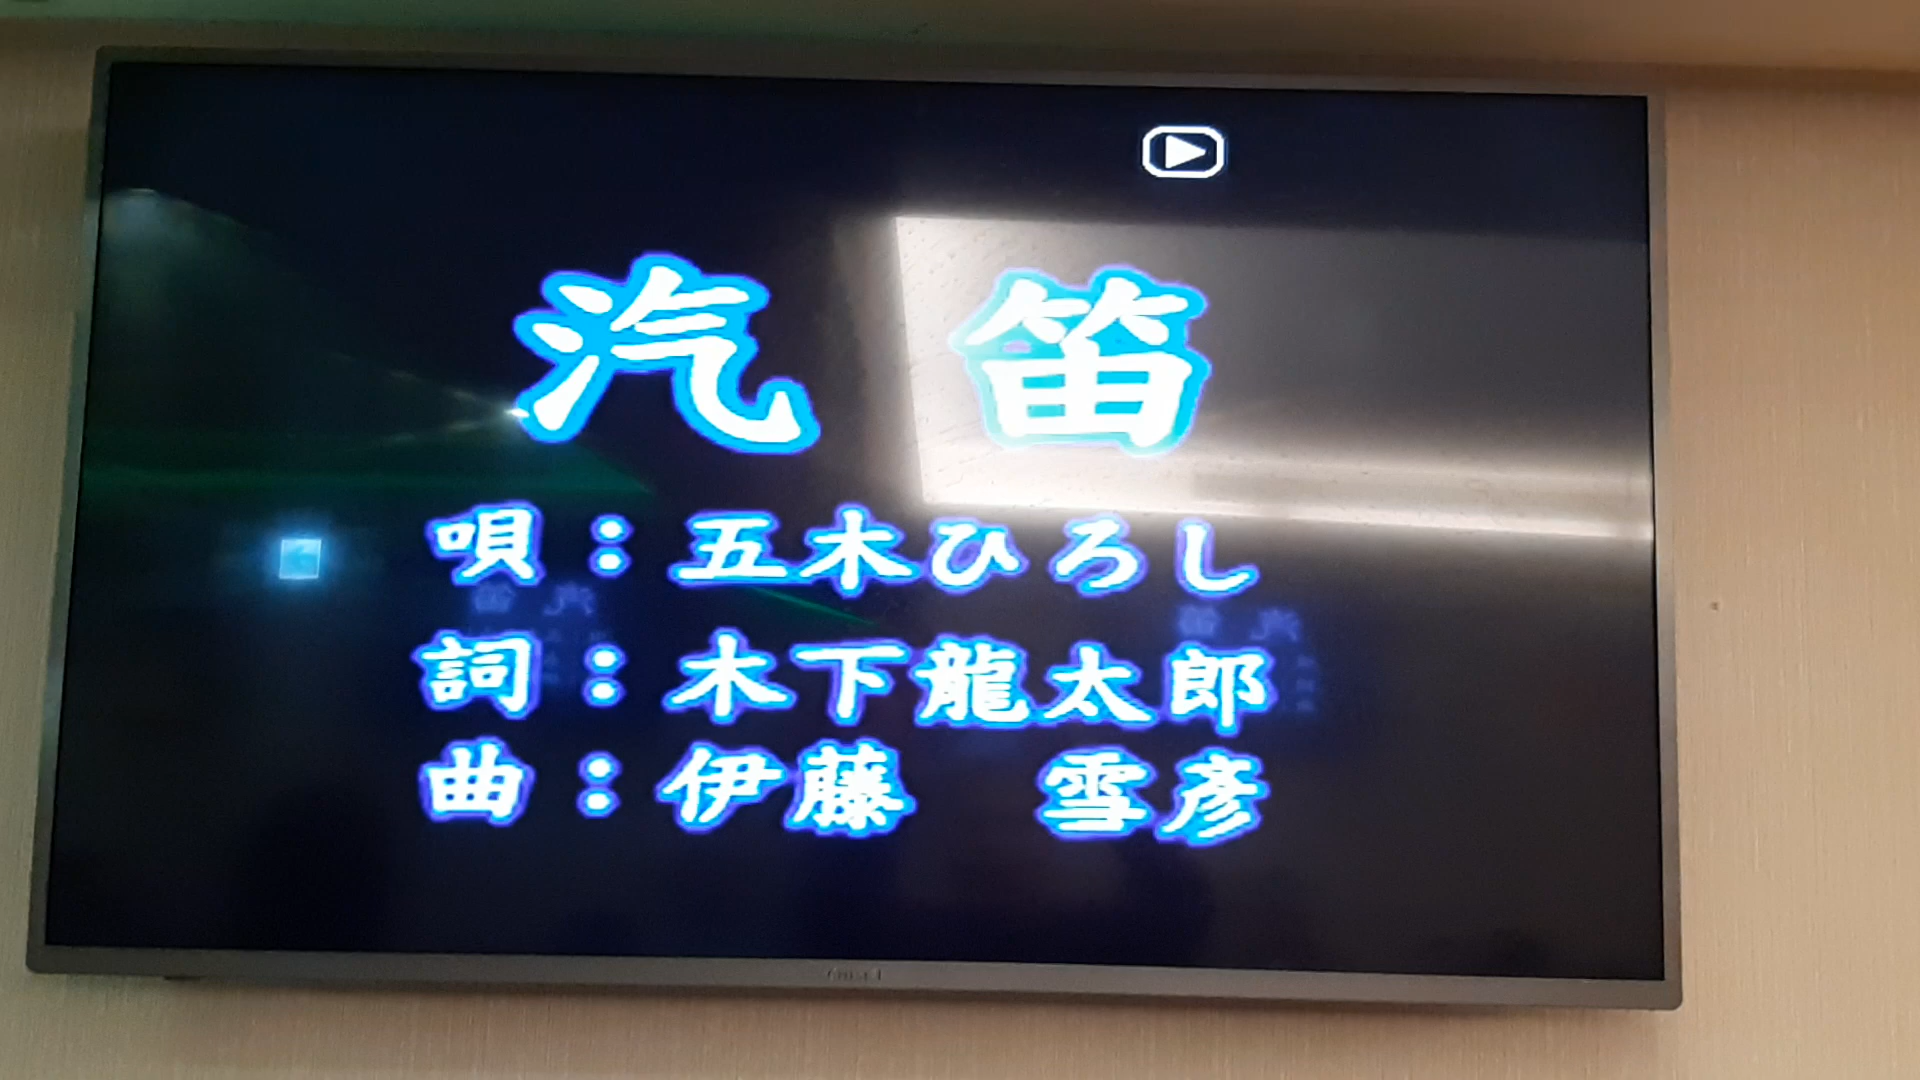 汽笛
唄：五木ひろし
詞：木下龍太郎
曲：伊藤　雪彦